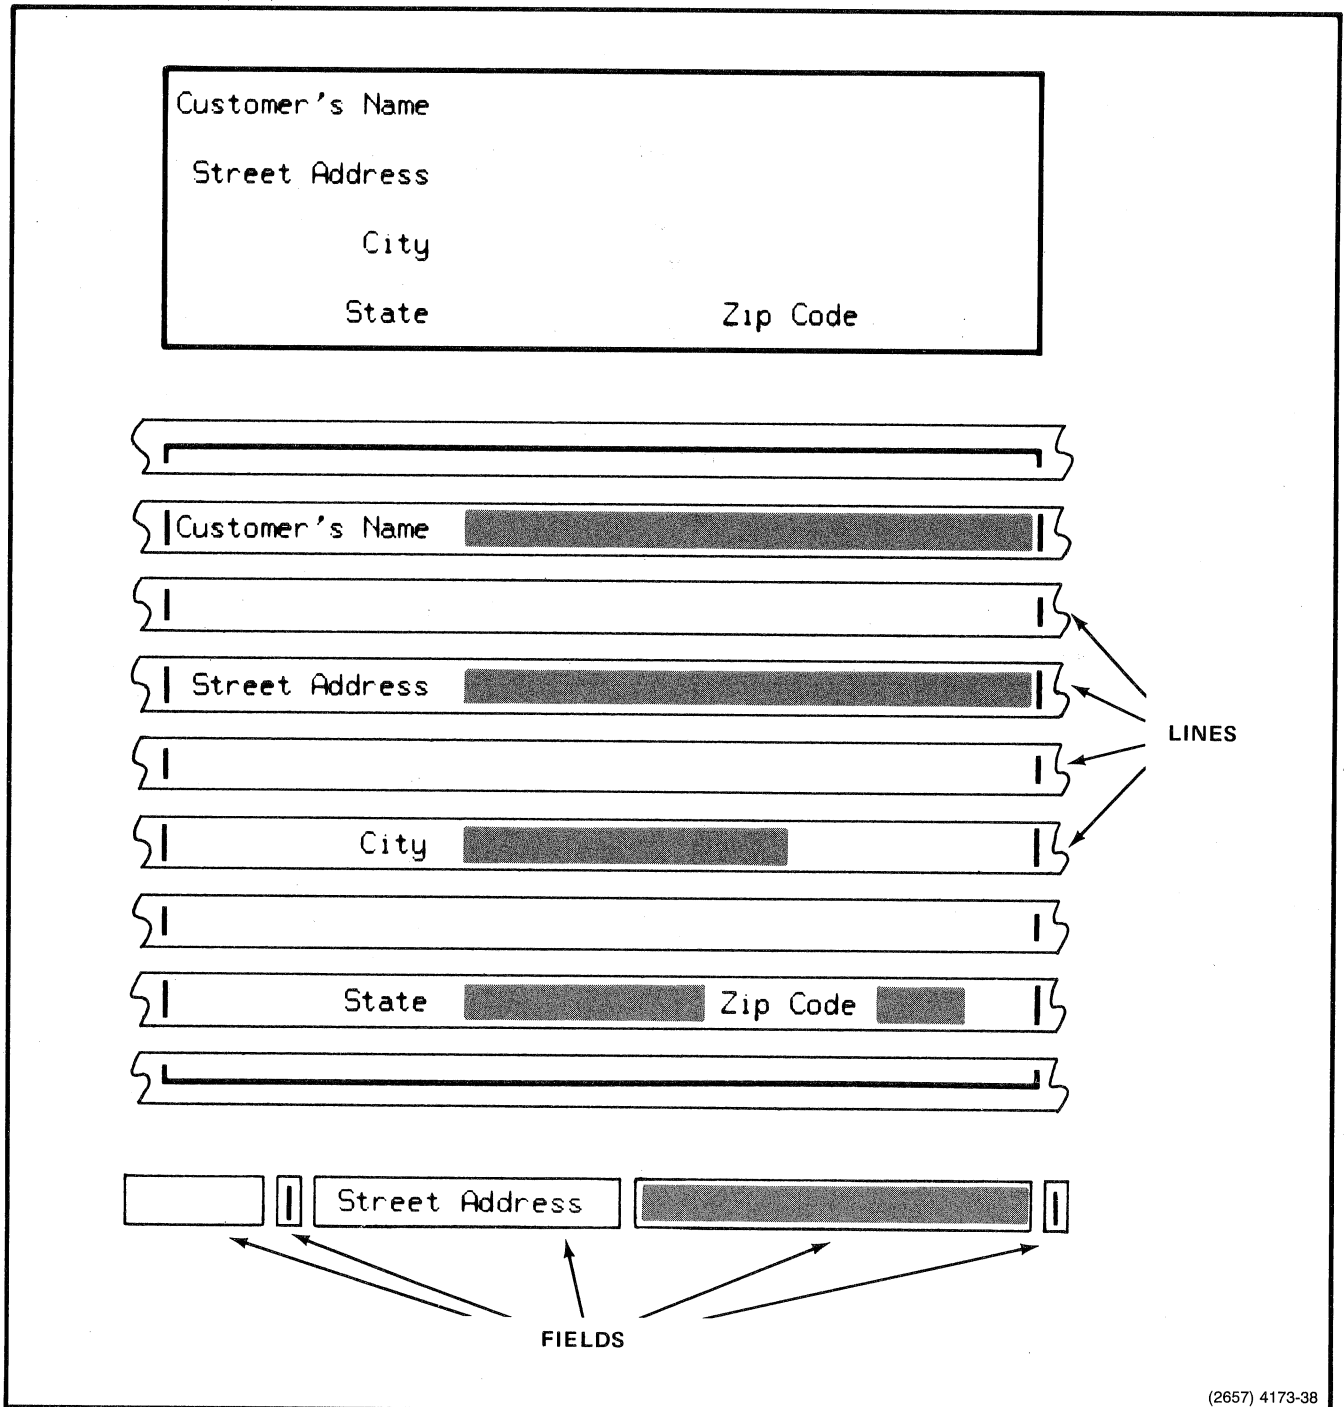 Customer's Name
Street Address
City
State Zip Code
Customer's Name
Street Address
LINES
City
State Zip Code
Street Address
FIELDS
(2657) 4173-38